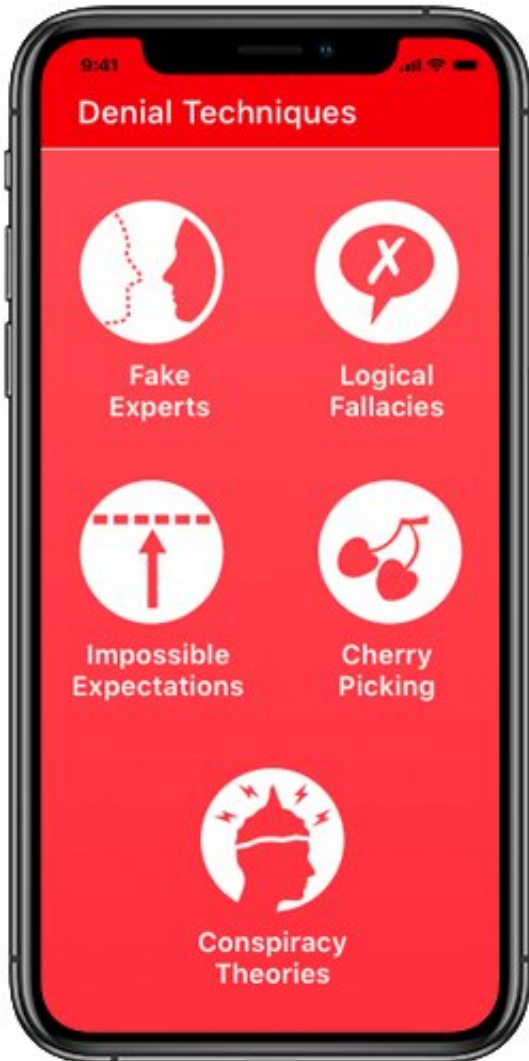 9:41
Denial Techniques
Fake
Experts
Logical
Fallacies
Impossible
Expectations
Cherry
Picking
Conspiracy
Theories